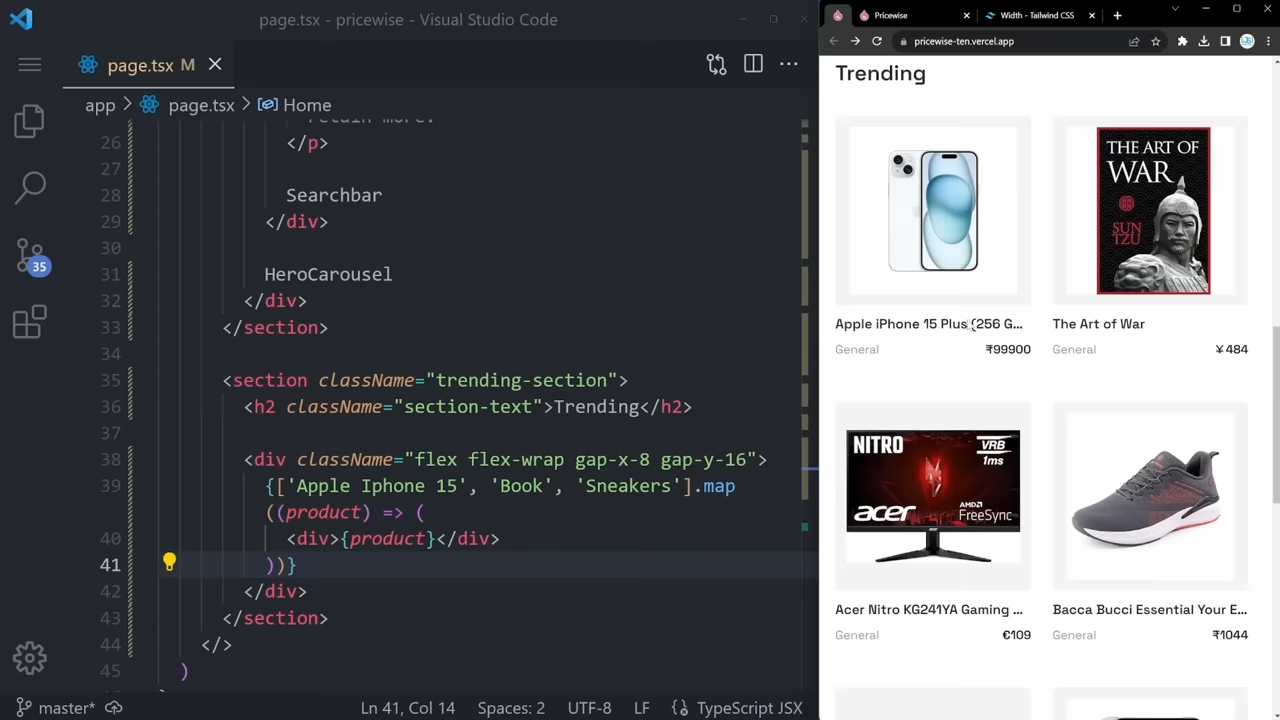 page.tsx - pricewise - Visual Studio Code
page.tsx M
app > page.tsx > Home
retain more.
26 </p>
27
28 Searchbar
29 </div>
30
31 HeroCarousel
32 </div>
33 </section>
34
35 <section className="trending-section">
36 <h2 className="section-text">Trending</h2>
37
38 <div className="flex flex-wrap gap-x-8 gap-y-16">
39 {['Apple Iphone 15', 'Book', 'Sneakers'].map
((product) => (
40 <div>{product}</div>
41 ))}
42 </div>
43 </section>
44 </>
45 )
35
master*
Ln 41, Col 14
Spaces: 2
UTF-8
LF
TypeScript JSX
Pricewise
Width - Tailwind CSS
pricewise-ten.vercel.app
Trending
THE ART OF
WAR
SUN
TZU
Apple iPhone 15 Plus (256 G...
General ₹99900
The Art of War
General ¥484
NITRO
VRB
1ms
acer
AMD
FreeSync
Acer Nitro KG241YA Gaming ...
General €109
Bacca Bucci Essential Your E...
General ₹1044